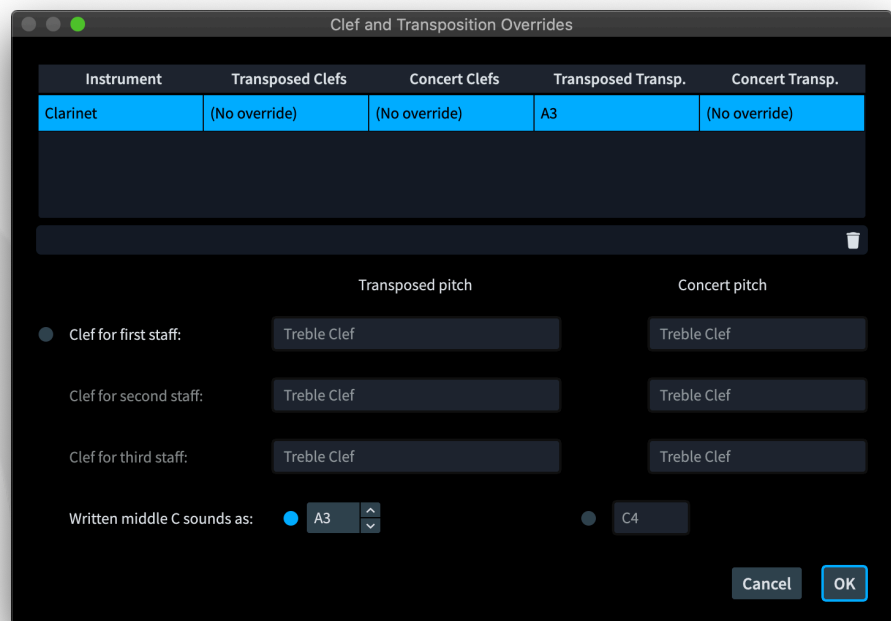 Clef and Transposition Overrides
Instrument Transposed Clefs Concert Clefs Transposed Transp. Concert Transp.
Clarinet (No override) (No override) A3 (No override)
Transposed pitch Concert pitch
Clef for first staff: Treble Clef Treble Clef
Clef for second staff: Treble Clef Treble Clef
Clef for third staff: Treble Clef Treble Clef
Written middle C sounds as: A3 C4
Cancel OK